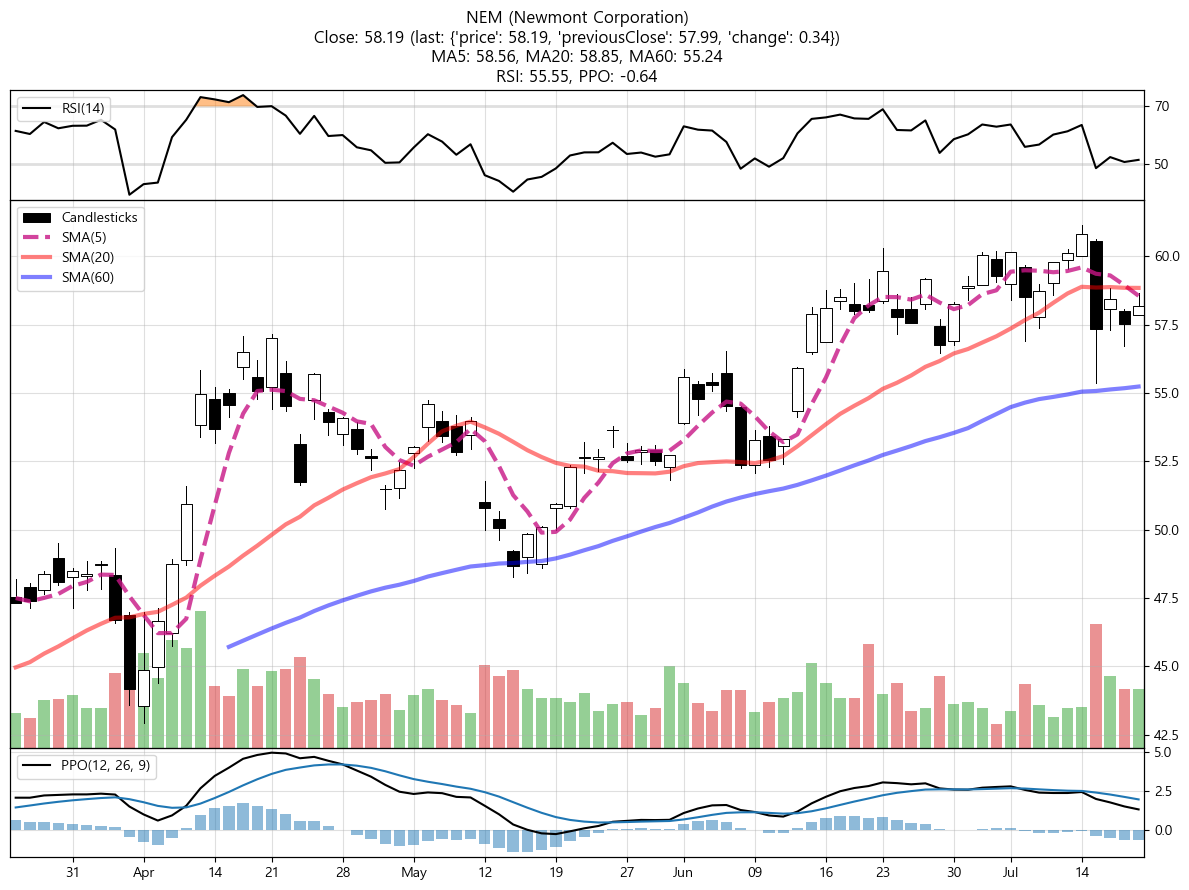 NEM (Newmont Corporation)
Close: 58.19 (last: {'price': 58.19, 'previousClose': 57.99, 'change': 0.34})
MA5: 58.56, MA20: 58.85, MA60: 55.24
RSI: 55.55, PPO: -0.64
RSI(14)
70
50
Candlesticks
SMA(5)
SMA(20)
SMA(60)
60.0
57.5
55.0
52.5
50.0
47.5
45.0
42.5
PPO(12, 26, 9)
5.0
2.5
0.0
31 Apr 14 21 28 May 12 19 27 Jun 09 16 23 30 Jul 14